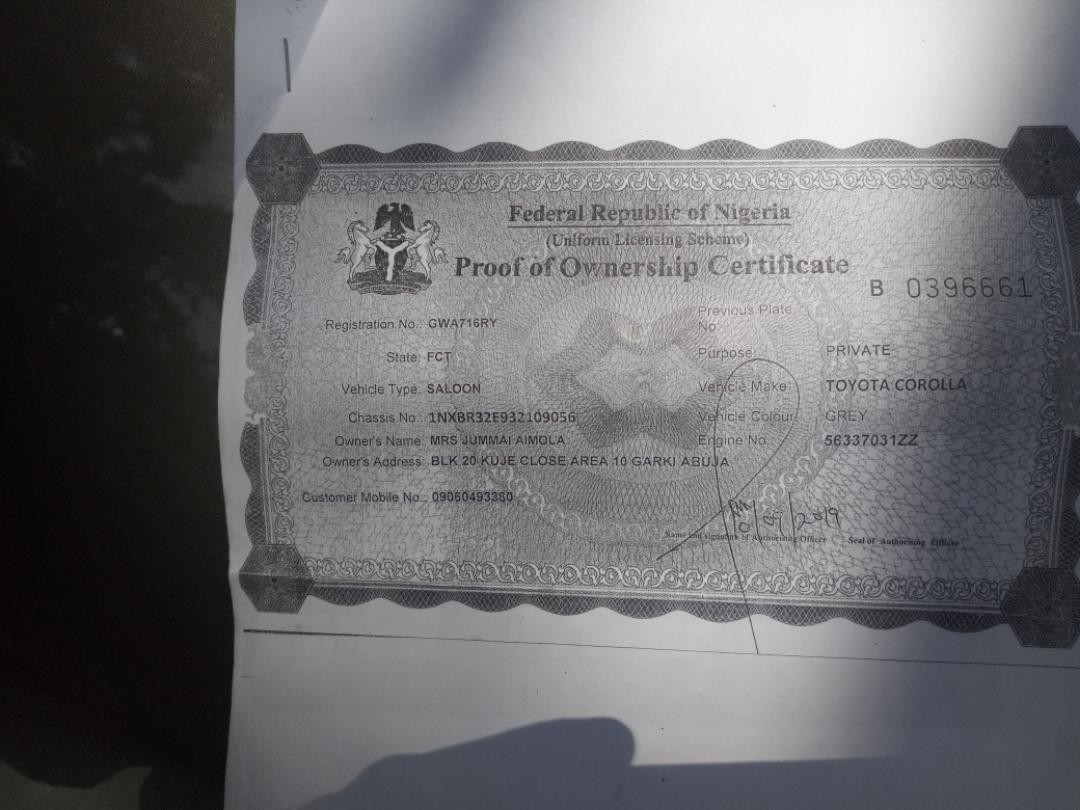 Federal Republic of Nigeria
(Uniform Licensing Scheme)
Proof of Ownership Certificate
B 0396661
Registration No.: GWA716RY
Previous Plate No:
State: FCT
Purpose: PRIVATE
Vehicle Type: SALOON
Vehicle Make: TOYOTA COROLLA
Chassis No.: 1NXBR32E932109056
Vehicle Colour: GREY
Owner's Name: MRS JUMMAI AIMOLA
Engine No.: 56337031ZZ
Owner's Address: BLK 20 KUJE CLOSE AREA 10 GARKI ABUJA
Customer Mobile No.: 09060493380
2019
Name and signature of Authorising Officer
Seal of Authorising Officer